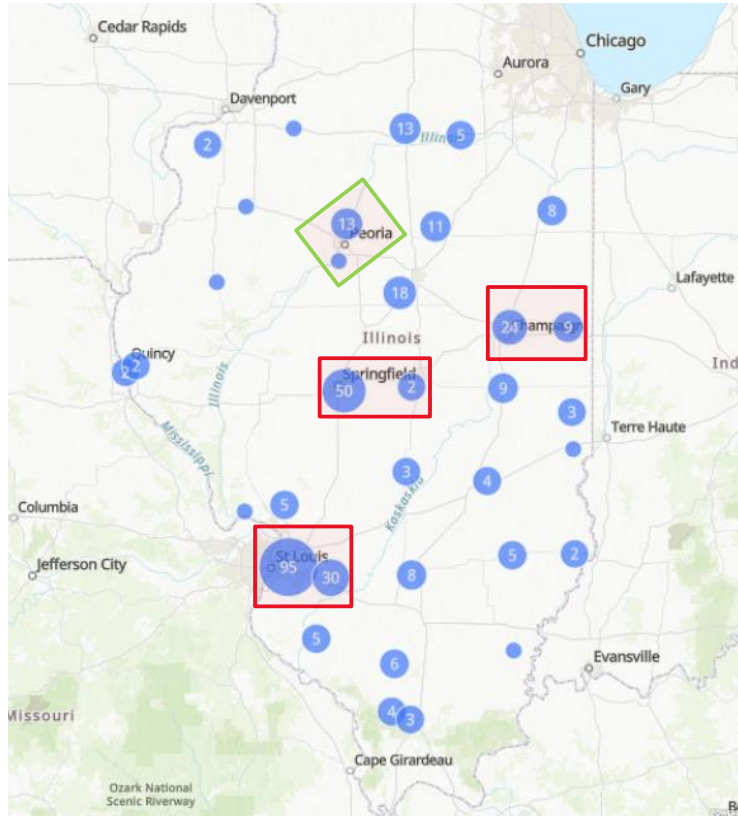 Cedar Rapids
Chicago
Aurora
Gary
Davenport
13
Illinois
5
2
8
13
11
Peoria
Lafayette
18
24
Champaign
9
Illinois
Ind
Quincy
2
2
Springfield
50
2
9
Illinois
3
Terre Haute
Mississippi
3
4
Kaskaskia
5
Columbia
St Louis
95
30
8
5
2
Jefferson City
5
6
Evansville
4
3
Missouri
Cape Girardeau
Ozark National
Scenic Riverway